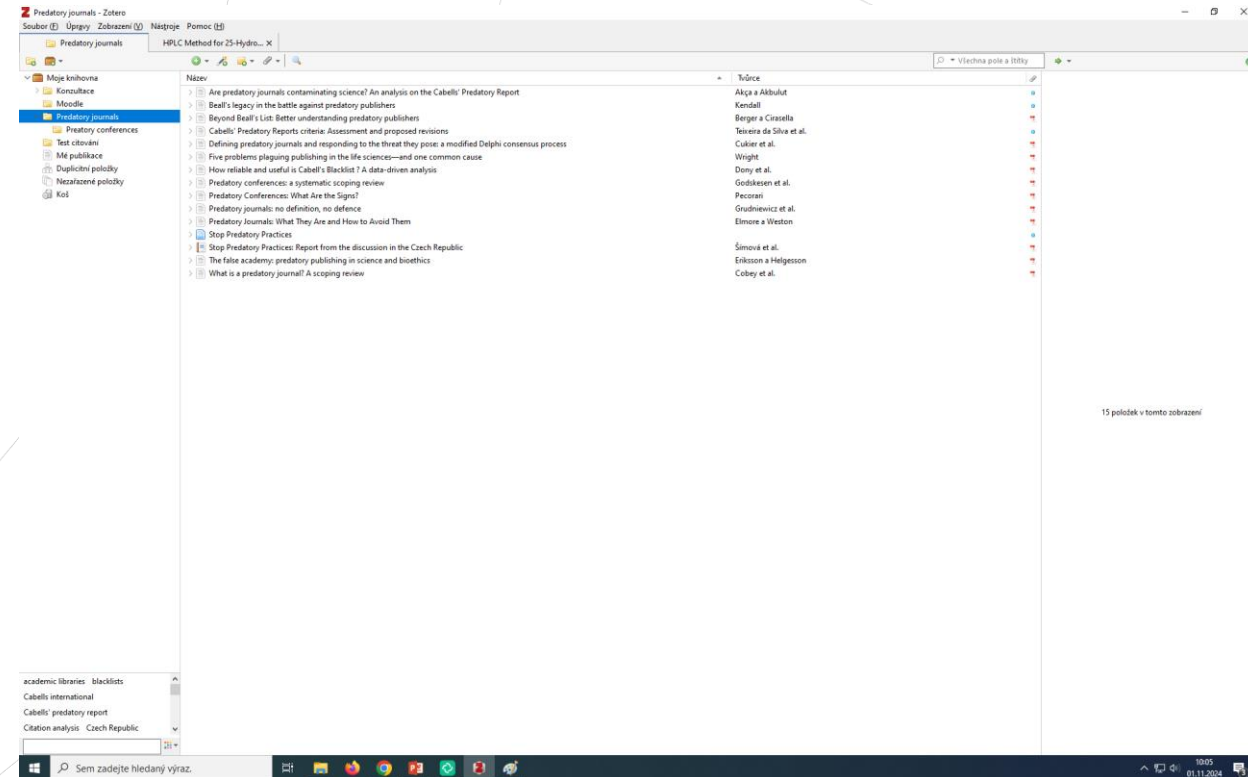 Predatory journals - Zotero
Soubor (F) Úpravy Zobrazení (V) Nástroje Pomoc (H)
Predatory journals HPLC Method for 25-Hydro... X
Všechna pole a štítky
Moje knihovna
Konzultace
Moodle
Predatory journals
Preatory conferences
Test citování
Mé publikace
Duplicitní položky
Nezařazené položky
Koš
Název Tvůrce
Are predatory journals contaminating science? An analysis on the Cabells' Predatory Report Akça a Akbulut
Beall's legacy in the battle against predatory publishers Kendall
Beyond Beall's List: Better understanding predatory publishers Berger a Cirasella
Cabells' Predatory Reports criteria: Assessment and proposed revisions Teixeira da Silva et al.
Defining predatory journals and responding to the threat they pose: a modified Delphi consensus process Cukier et al.
Five problems plaguing publishing in the life sciences—and one common cause Wright
How reliable and useful is Cabell's Blacklist ? A data-driven analysis Dony et al.
Predatory conferences: a systematic scoping review Godskesen et al.
Predatory Conferences: What Are the Signs? Pecorari
Predatory journals: no definition, no defence Grudniewicz et al.
Predatory Journals: What They Are and How to Avoid Them Elmore a Weston
Stop Predatory Practices
Stop Predatory Practices: Report from the discussion in the Czech Republic Šímová et al.
The false academy: predatory publishing in science and bioethics Eriksson a Helgesson
What is a predatory journal? A scoping review Cobey et al.
15 položek v tomto zobrazení
academic libraries blacklists
Cabells international
Cabells' predatory report
Citation analysis Czech Republic
Sem zadejte hledaný výraz.
10:05
01.11.2024